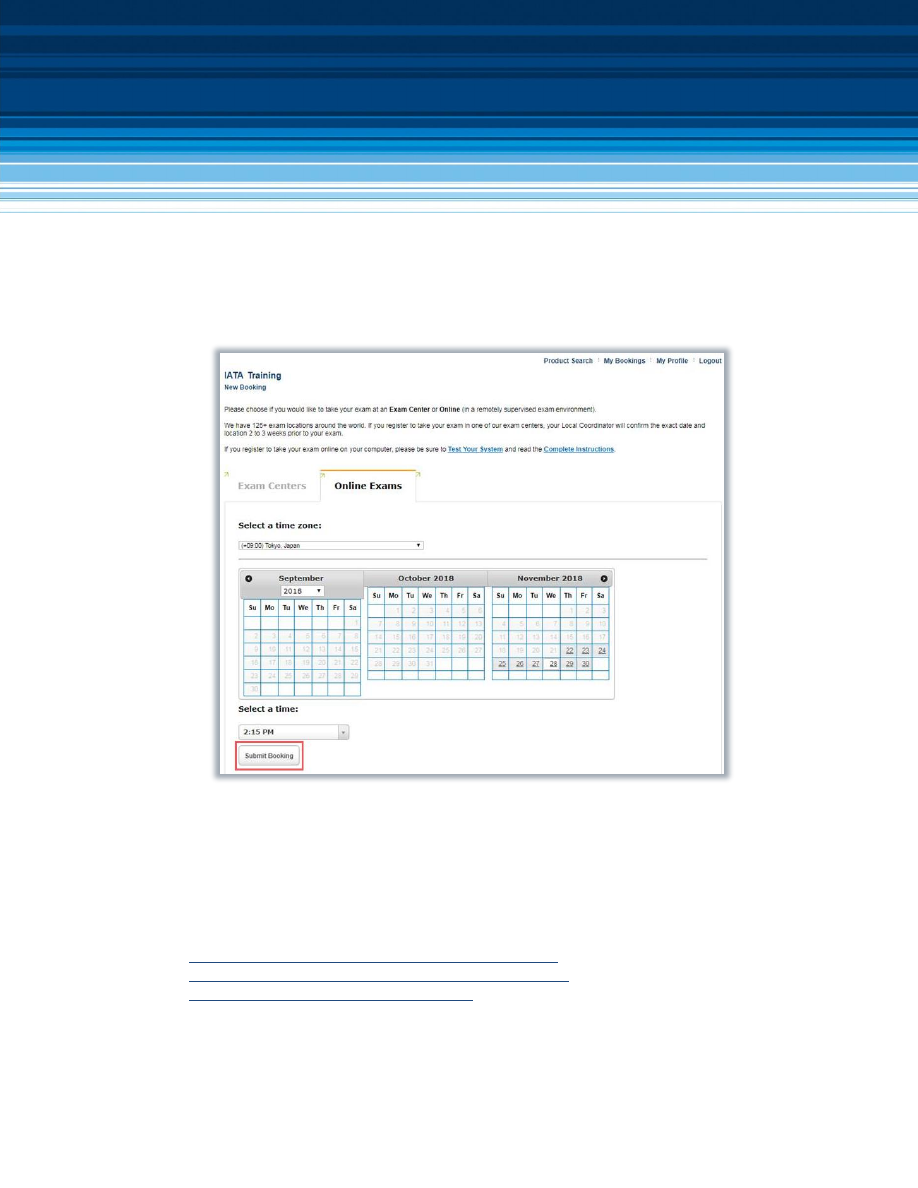 Product Search | My Bookings | My Profile | Logout
IATA Training
New Booking
Please choose if you would like to take your exam at an Exam Center or Online (in a remotely supervised exam environment).
We have 125+ exam locations around the world. If you register to take your exam in one of our exam centers, your Local Coordinator will confirm the exact date and
location 2 to 3 weeks prior to your exam.
If you register to take your exam online on your computer, please be sure to Test Your System and read the Complete Instructions.
Exam Centers Online Exams
Select a time zone:
(+09:00) Tokyo, Japan
September October 2018 November 2018
2018
Su Mo Tu We Th Fr Sa Su Mo Tu We Th Fr Sa Su Mo Tu We Th Fr Sa
1 1 2 3 4 5 6 1 2 3
2 3 4 5 6 7 8 7 8 9 10 11 12 13 4 5 6 7 8 9 10
9 10 11 12 13 14 15 14 15 16 17 18 19 20 11 12 13 14 15 16 17
16 17 18 19 20 21 22 21 22 23 24 25 26 27 18 19 20 21 22 23 24
23 24 25 26 27 28 29 28 29 30 31 25 26 27 28 29 30
30
Select a time:
2:15 PM
Submit Booking